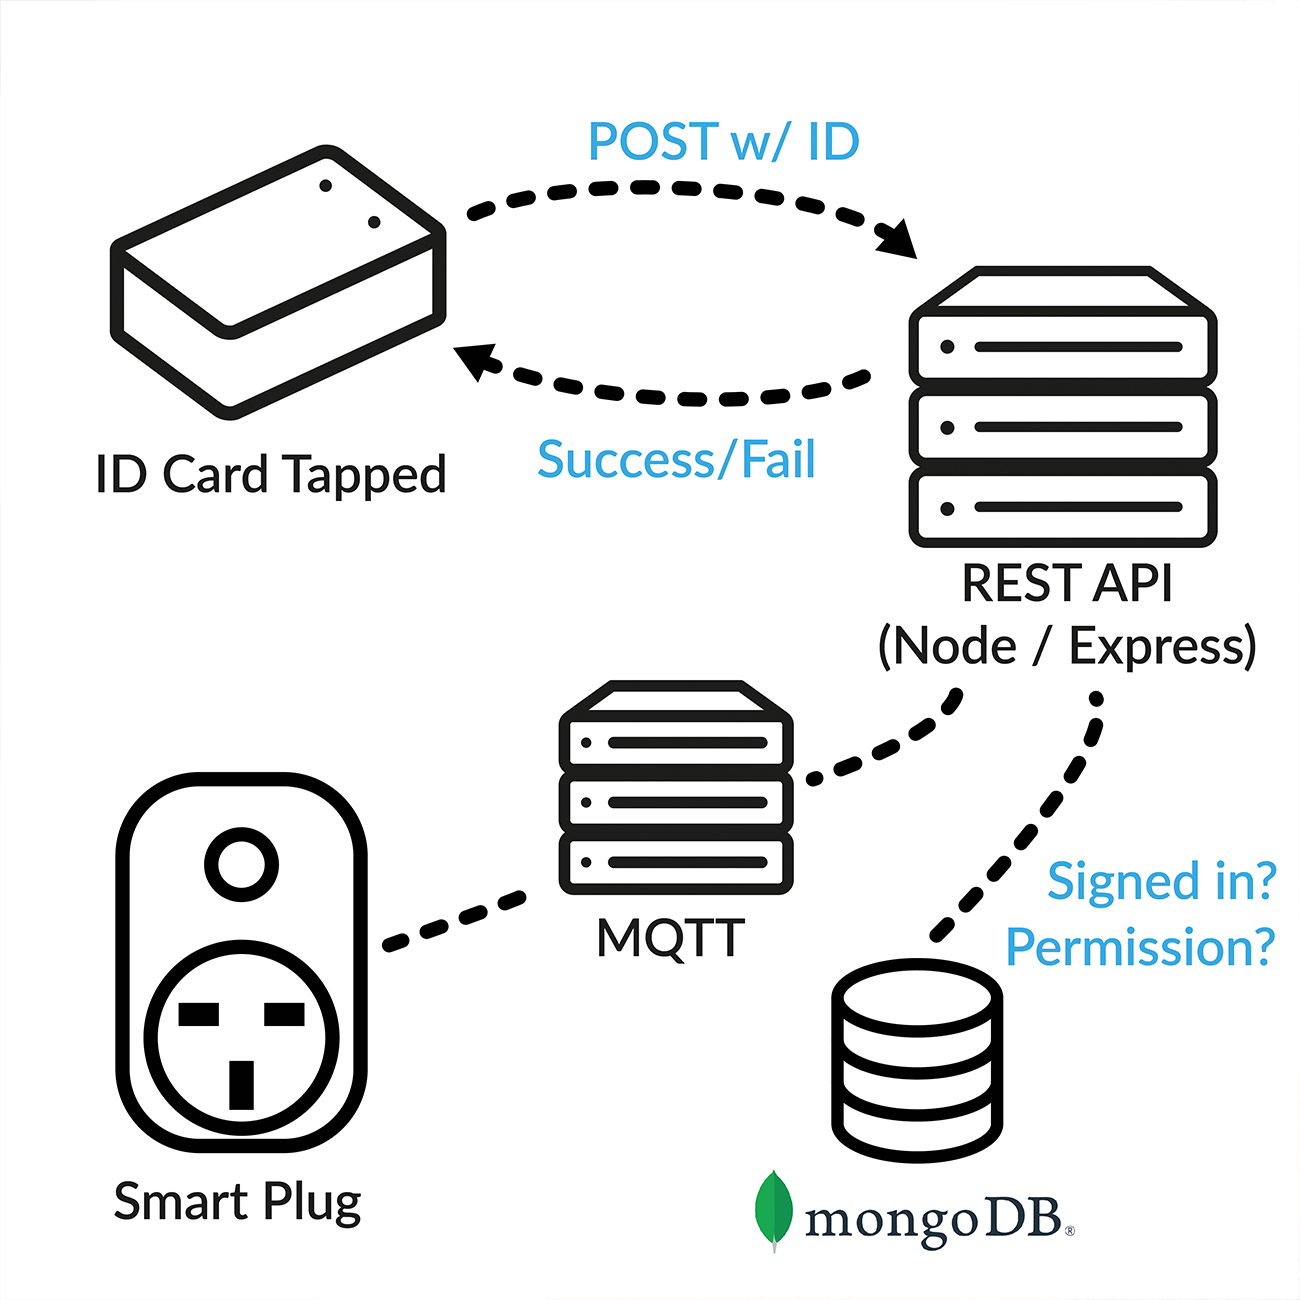 POST w/ ID
ID Card Tapped
Success/Fail
REST API
(Node / Express)
MQTT
Signed in?
Permission?
Smart Plug
mongoDB®